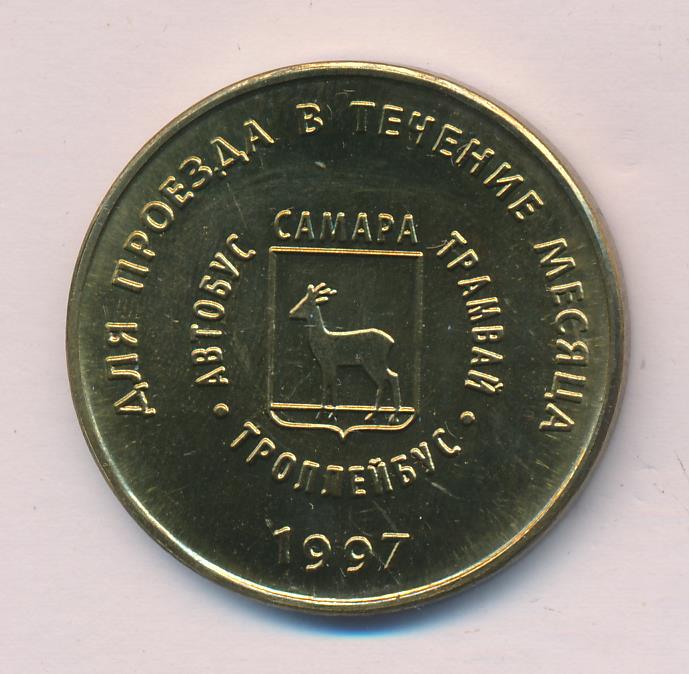 ДЛЯ ПРОЕЗДА В ТЕЧЕНИЕ МЕСЯЦА
САМАРА
АВТОБУС ТРАМВАЙ
• ТРОЛЛЕЙБУС •
1997